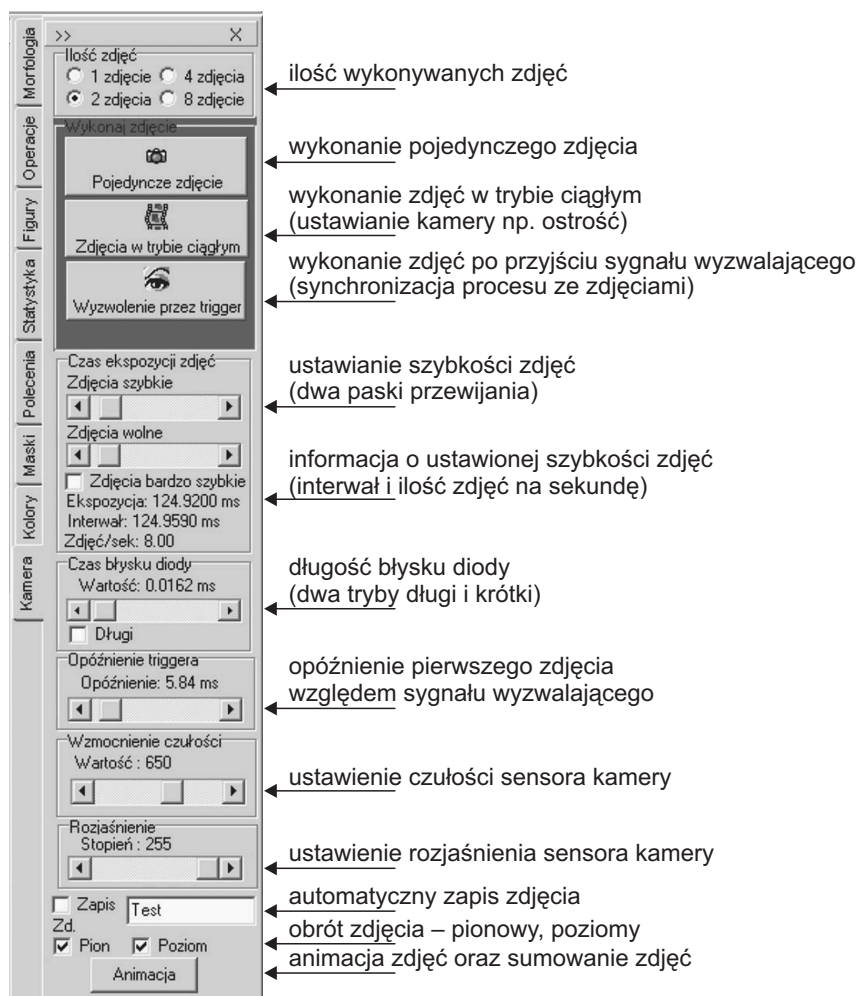 Morfologia
Operacje
Figury
Statystyka
Polecenia
Maski
Kolory
Kamera
>> X
Ilość zdjęć
1 zdjęcie 4 zdjęcia
2 zdjęcia 8 zdjęcie
Wykonaj zdjęcie
Pojedyncze zdjęcie
Zdjęcia w trybie ciągłym
Wyzwolenie przez trigger
Czas ekspozycji zdjęć
Zdjęcia szybkie
Zdjęcia wolne
Zdjęcia bardzo szybkie
Ekspozycja: 124.9200 ms
Interwał: 124.9590 ms
Zdjęć/sek: 8.00
Czas błysku diody
Wartość: 0.0162 ms
Długi
Opóźnienie triggera
Opóźnienie: 5.84 ms
Wzmocnienie czułości
Wartość : 650
Rozjaśnienie
Stopień : 255
Zapis Test
Zd.
Pion Poziom
Animacja
ilość wykonywanych zdjęć
wykonanie pojedynczego zdjęcia
wykonanie zdjęć w trybie ciągłym
(ustawianie kamery np. ostrość)
wykonanie zdjęć po przyjściu sygnału wyzwalającego
(synchronizacja procesu ze zdjęciami)
ustawianie szybkości zdjęć
(dwa paski przewijania)
informacja o ustawionej szybkości zdjęć
(interwał i ilość zdjęć na sekundę)
długość błysku diody
(dwa tryby długi i krótki)
opóźnienie pierwszego zdjęcia
względem sygnału wyzwalającego
ustawienie czułości sensora kamery
ustawienie rozjaśnienia sensora kamery
automatyczny zapis zdjęcia
obrót zdjęcia – pionowy, poziomy
animacja zdjęć oraz sumowanie zdjęć